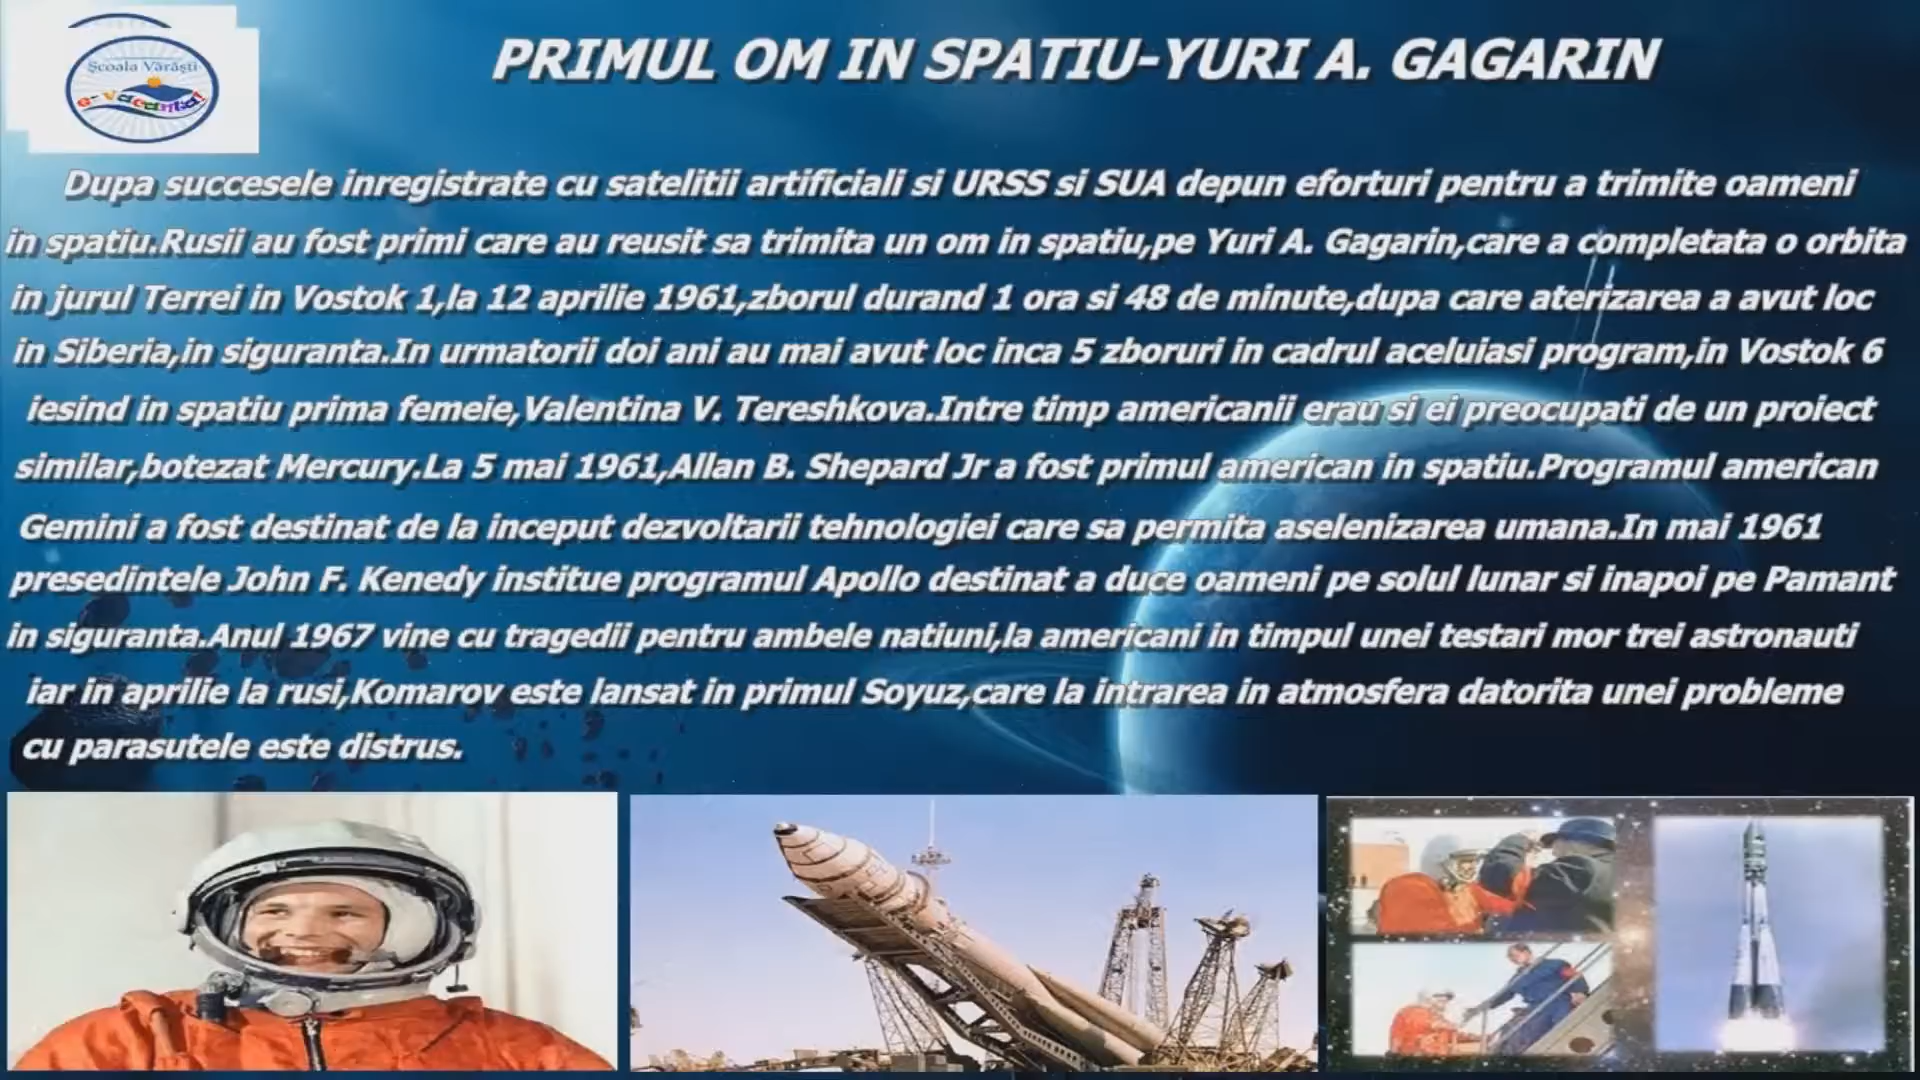 Școala Vărăști
e-Vacanta!
PRIMUL OM IN SPATIU-YURI A. GAGARIN
Dupa succesele inregistrate cu satelitii artificiali si URSS si SUA depun eforturi pentru a trimite oameni
in spatiu.Rusii au fost primi care au reusit sa trimita un om in spatiu,pe Yuri A. Gagarin,care a completata o orbita
in jurul Terrei in Vostok 1,la 12 aprilie 1961,zborul durand 1 ora si 48 de minute,dupa care aterizarea a avut loc
in Siberia,in siguranta.In urmatorii doi ani au mai avut loc inca 5 zboruri in cadrul aceluiasi program,in Vostok 6
iesind in spatiu prima femeie,Valentina V. Tereshkova.Intre timp americanii erau si ei preocupati de un proiect
similar,botezat Mercury.La 5 mai 1961,Allan B. Shepard Jr a fost primul american in spatiu.Programul american
Gemini a fost destinat de la inceput dezvoltarii tehnologiei care sa permita aselenizarea umana.In mai 1961
presedintele John F. Kenedy institue programul Apollo destinat a duce oameni pe solul lunar si inapoi pe Pamant
in siguranta.Anul 1967 vine cu tragedii pentru ambele natiuni,la americani in timpul unei testari mor trei astronauti
iar in aprilie la rusi,Komarov este lansat in primul Soyuz,care la intrarea in atmosfera datorita unei probleme
cu parasutele este distrus.